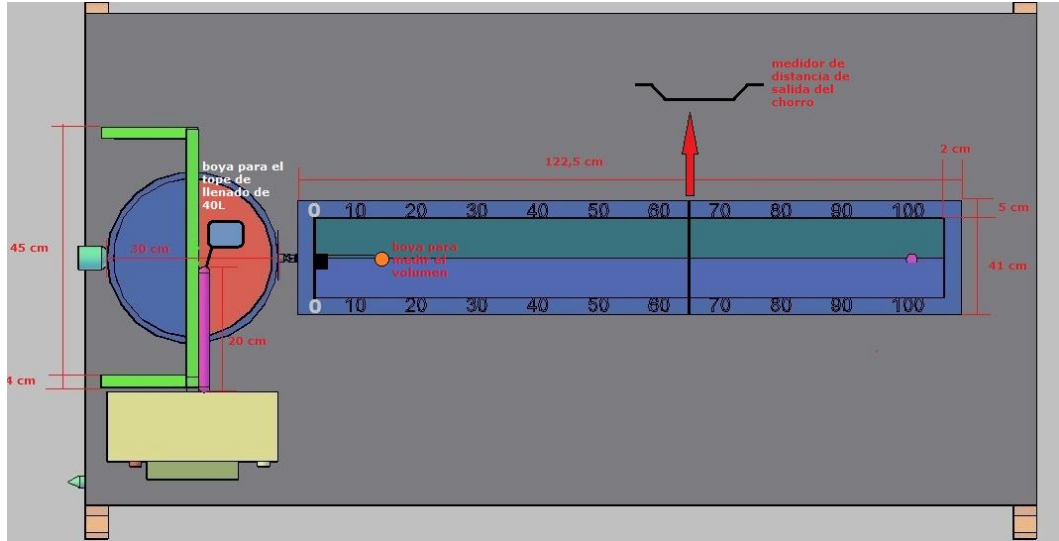 medidor de
distancia de
salida del
chorro
122,5 cm
2 cm
boya para el
tope de
llenado de
40L
0 10 20 30 40 50 60 70 80 90 100
5 cm
45 cm
30 cm
boya para
medir el
volumen
41 cm
0 10 20 30 40 50 60 70 80 90 100
20 cm
4 cm